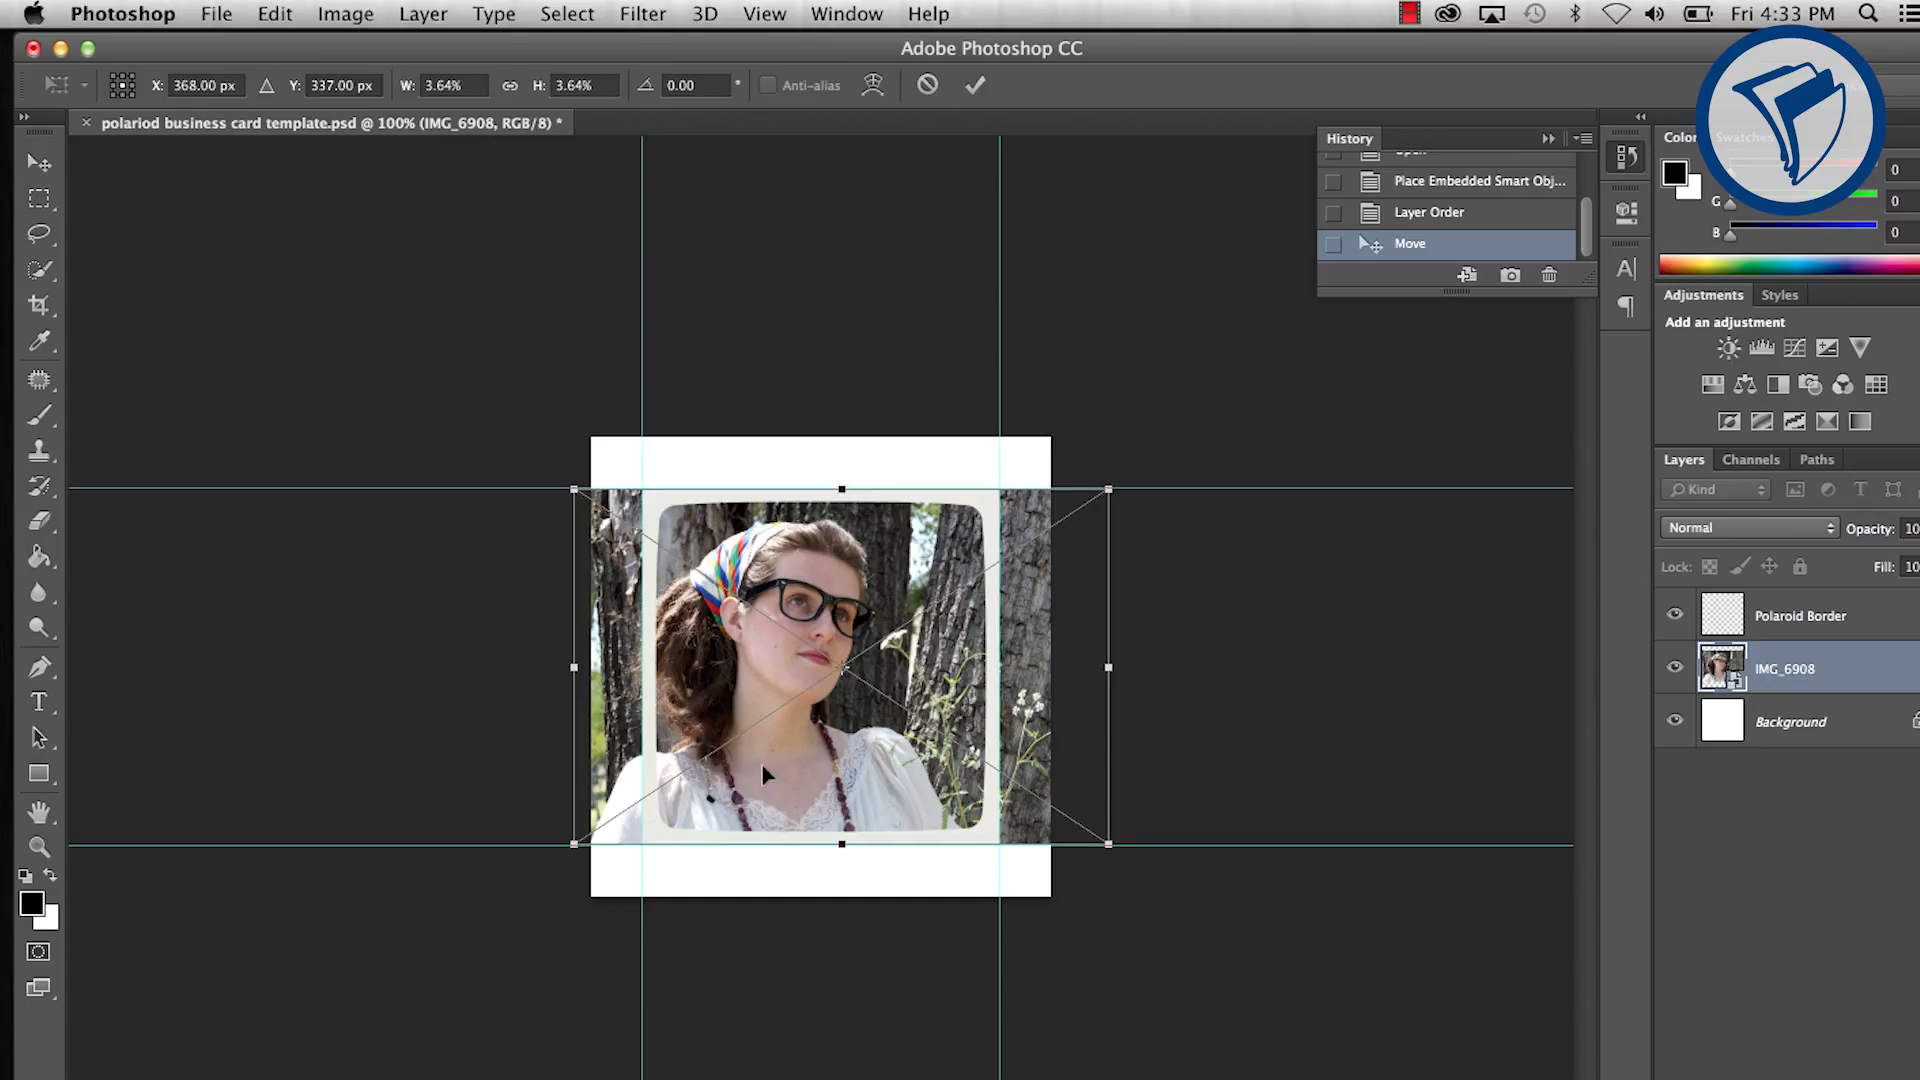 Photoshop File Edit Image Layer Type Select Filter 3D View Window Help Fri 4:33 PM
Adobe Photoshop CC
X: 368.00 px Y: 337.00 px W: 3.64% H: 3.64% 0.00 ° Anti-alias
polariod business card template.psd @ 100% (IMG_6908, RGB/8) *
History
Place Embedded Smart Obj...
Layer Order
Move
Color Swatches
0
G 0
B 0
Adjustments Styles
Add an adjustment
Layers Channels Paths
Kind
Normal Opacity: 10
Lock: Fill: 10
Polaroid Border
IMG_6908
Background